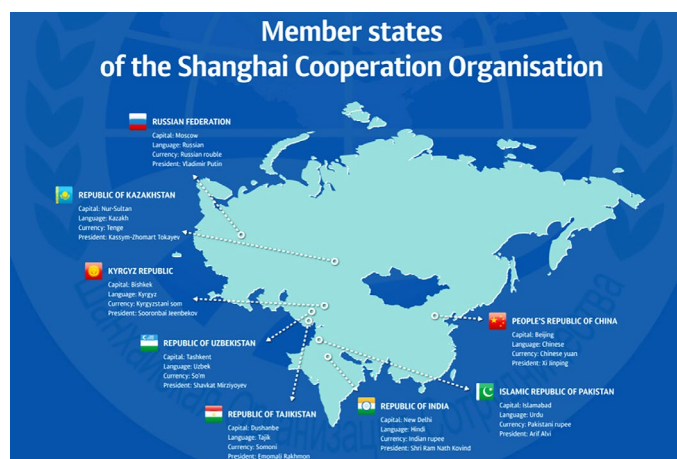 Member states
of the Shanghai Cooperation Organisation
RUSSIAN FEDERATION
Capital: Moscow
Language: Russian
Currency: Russian rouble
President: Vladimir Putin
REPUBLIC OF KAZAKHSTAN
Capital: Nur-Sultan
Language: Kazakh
Currency: Tenge
President: Kassym-Zhomart Tokayev
KYRGYZ REPUBLIC
Capital: Bishkek
Language: Kyrgyz
Currency: Kyrgyzstani som
President: Sooronbai Jeenbekov
REPUBLIC OF UZBEKISTAN
Capital: Tashkent
Language: Uzbek
Currency: So'm
President: Shavkat Mirziyoyev
REPUBLIC OF TAJIKISTAN
Capital: Dushanbe
Language: Tajik
Currency: Somoni
President: Emomali Rakhmon
REPUBLIC OF INDIA
Capital: New Delhi
Language: Hindi
Currency: Indian rupee
President: Shri Ram Nath Kovind
PEOPLE'S REPUBLIC OF CHINA
Capital: Beijing
Language: Chinese
Currency: Chinese yuan
President: Xi Jinping
ISLAMIC REPUBLIC OF PAKISTAN
Capital: Islamabad
Language: Urdu
Currency: Pakistani rupee
President: Arif Alvi